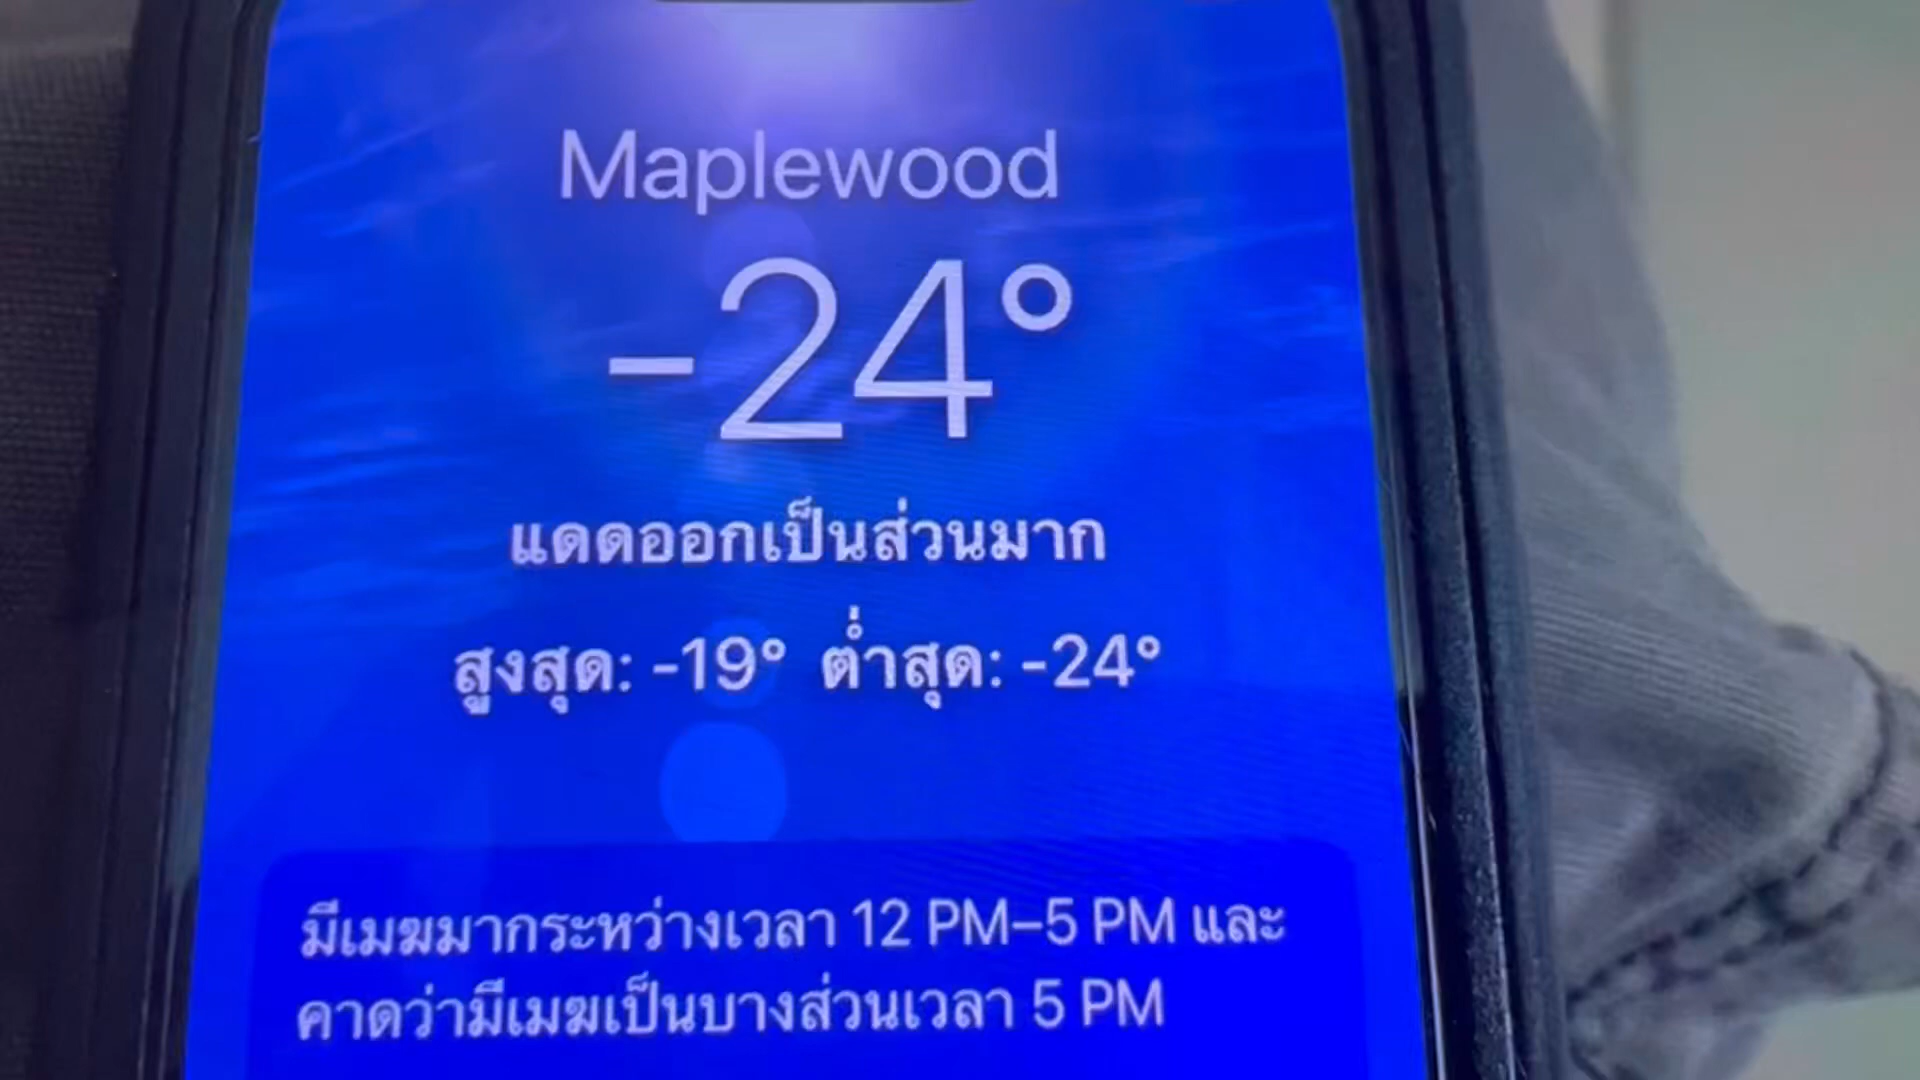 Maplewood
-24°
แดดออกเป็นส่วนมาก
สูงสุด: -19° ต่ำสุด: -24°
มีเมฆมากระหว่างเวลา 12 PM–5 PM และ
คาดว่ามีเมฆเป็นบางส่วนเวลา 5 PM